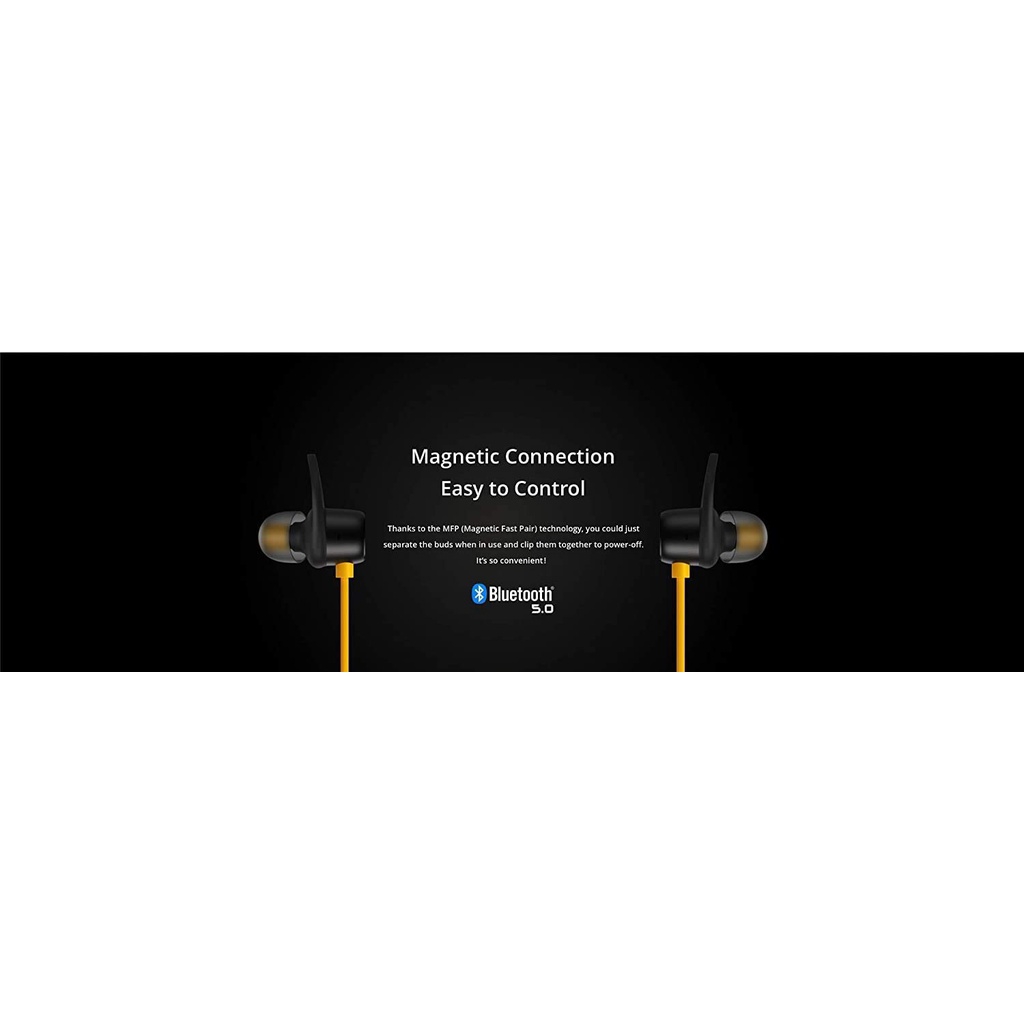 Magnetic Connection
Easy to Control
Thanks to the MFP (Magnetic Fast Pair) technology, you could just
separate the buds when in use and clip them together to power-off.
It's so convenient!
Bluetooth®
5.0